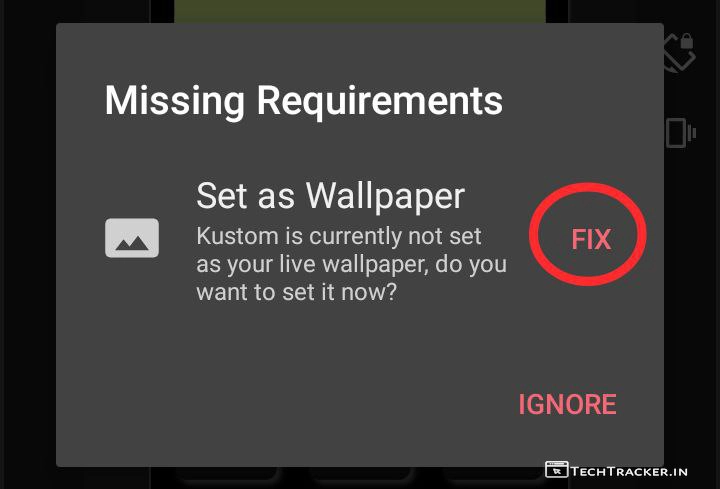 Missing Requirements
Set as Wallpaper
Kustom is currently not set
as your live wallpaper, do you
want to set it now?
FIX
IGNORE
TECHTRACKER.IN